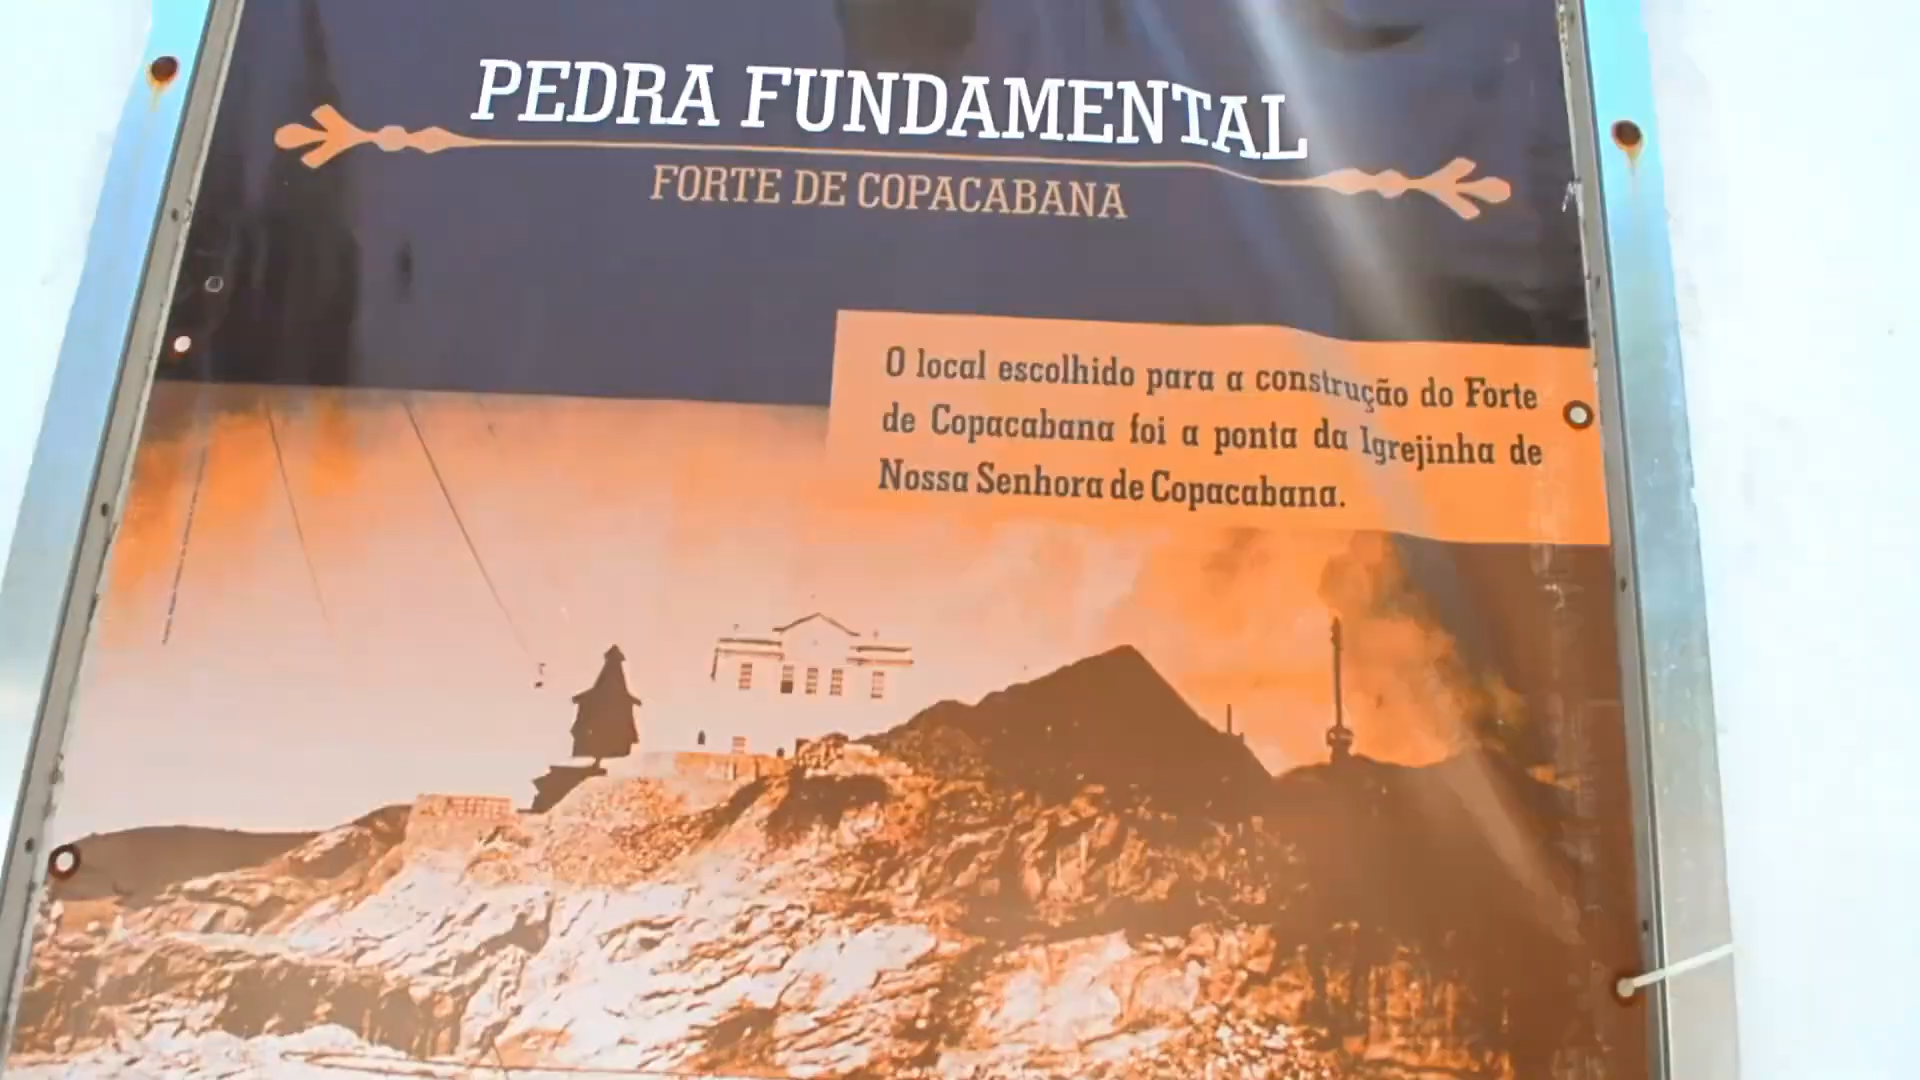 PEDRA FUNDAMENTAL
FORTE DE COPACABANA
O local escolhido para a construção do Forte
de Copacabana foi a ponta da Igrejinha de
Nossa Senhora de Copacabana.